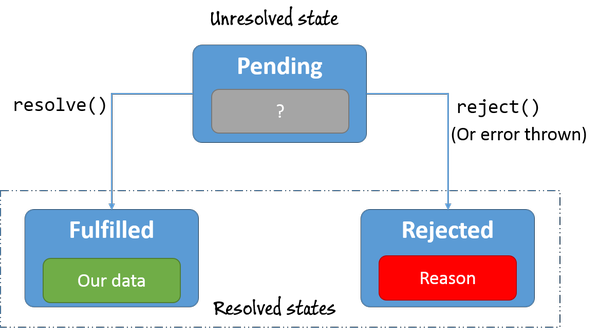 Unresolved state
Pending
?
resolve()
reject()
(Or error thrown)
Fulfilled
Our data
Rejected
Reason
Resolved states